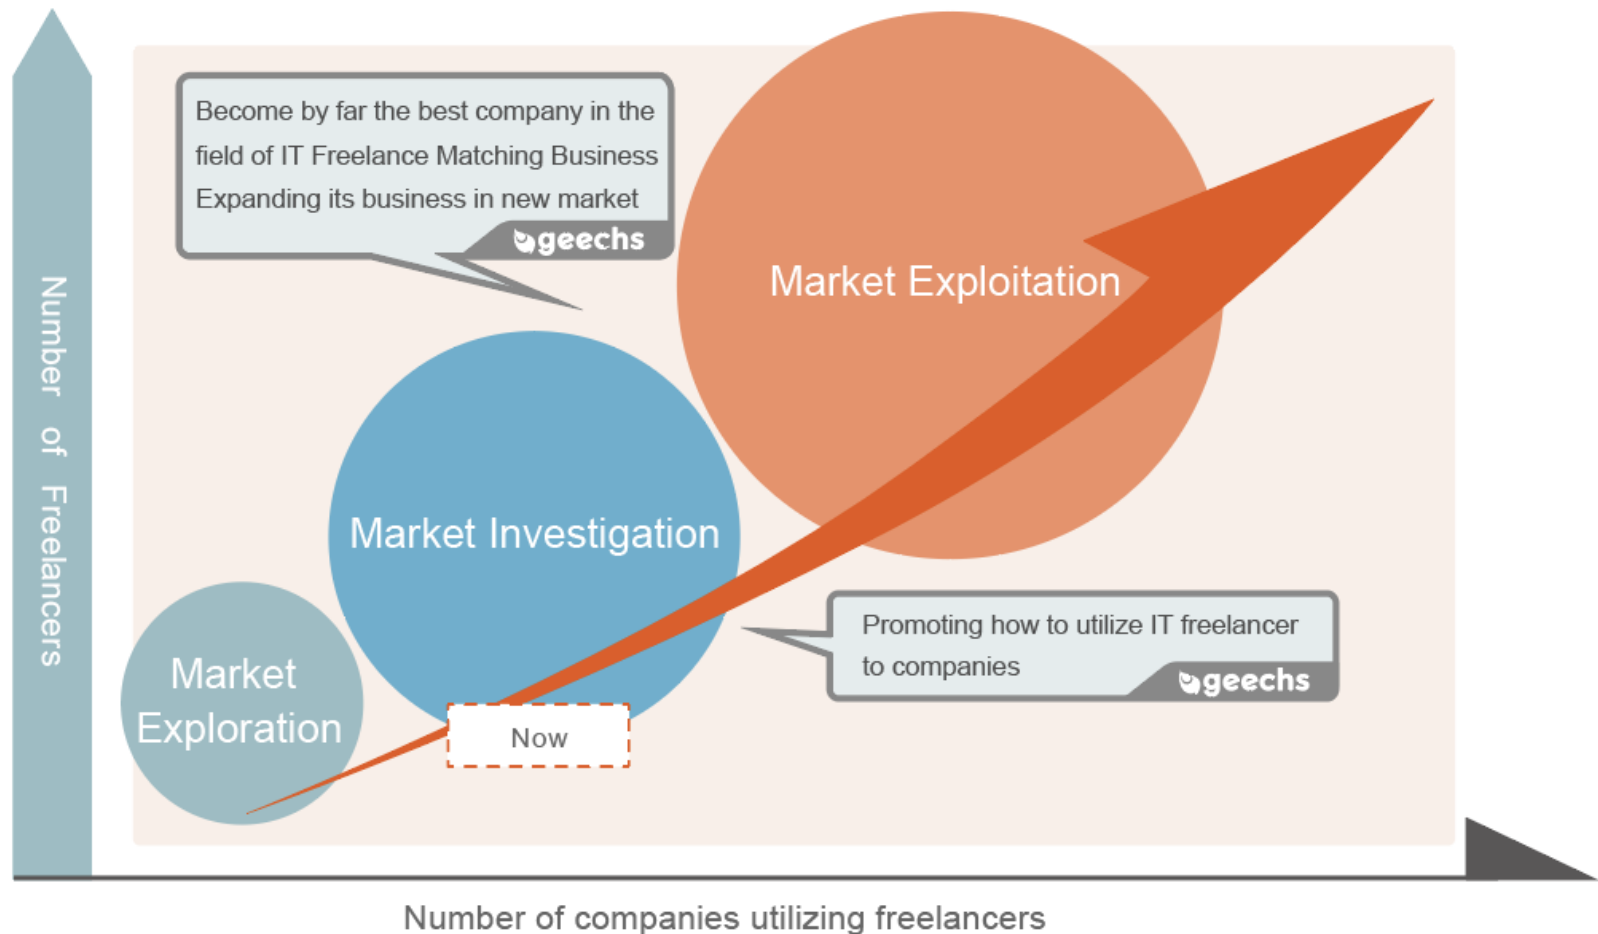 Become by far the best company in the
field of IT Freelance Matching Business
Expanding its business in new market
geechs
Number of Freelancers
Market Exploitation
Market Investigation
Market
Exploration
Now
Promoting how to utilize IT freelancer
to companies
geechs
Number of companies utilizing freelancers